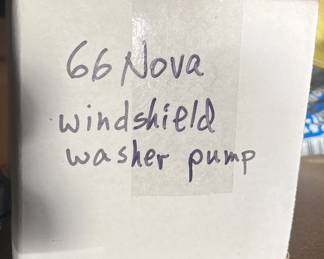 66 Nova
windshield
washer pump